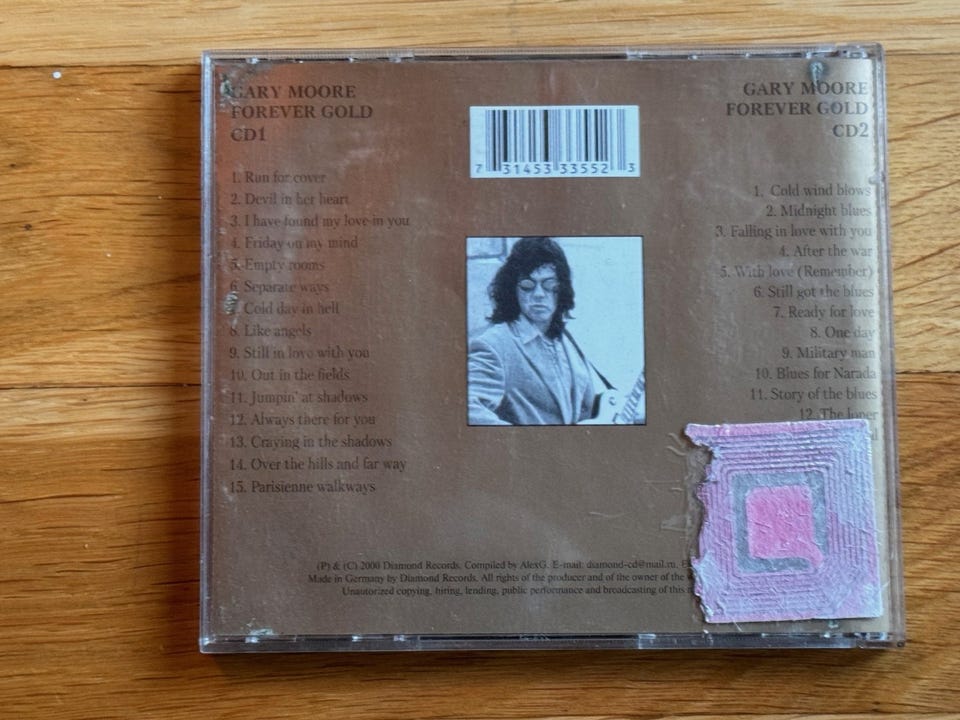 GARY MOORE
FOREVER GOLD
CD1
1. Run for cover
2. Devil in her heart
3. I have found my love in you
4. Friday on my mind
5. Empty rooms
6. Separate ways
7. Cold day in hell
8. Like angels
9. Still in love with you
10. Out in the fields
11. Jumpin' at shadows
12. Always there for you
13. Craying in the shadows
14. Over the hills and far way
15. Parisienne walkways
7 31453 33552 3
GARY MOORE
FOREVER GOLD
CD2
1. Cold wind blows
2. Midnight blues
3. Falling in love with you
4. After the war
5. With love (Remember)
6. Still got the blues
7. Ready for love
8. One day
9. Military man
10. Blues for Narada
11. Story of the blues
12. The loner
(P) & (C) 2000 Diamond Records. Compiled by AlexG. E-mail: diamond-cd@mail.ru.
Made in Germany by Diamond Records. All rights of the producer and of the owner of the
Unautorized copying, hiring, lending, public performance and broadcasting of this